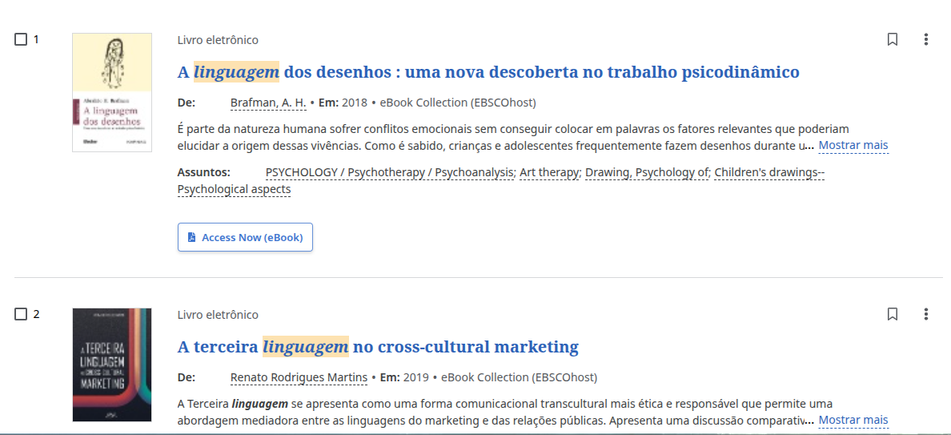 1
Livro eletrônico
A linguagem dos desenhos : uma nova descoberta no trabalho psicodinâmico
De: Brafman, A. H. • Em: 2018 • eBook Collection (EBSCOhost)
É parte da natureza humana sofrer conflitos emocionais sem conseguir colocar em palavras os fatores relevantes que poderiam
elucidar a origem dessas vivências. Como é sabido, crianças e adolescentes frequentemente fazem desenhos durante u... Mostrar mais
Assuntos: PSYCHOLOGY / Psychotherapy / Psychoanalysis; Art therapy; Drawing, Psychology of; Children's drawings--
Psychological aspects
Access Now (eBook)
A linguagem
dos desenhos
2
Livro eletrônico
A terceira linguagem no cross-cultural marketing
De: Renato Rodrigues Martins • Em: 2019 • eBook Collection (EBSCOhost)
A Terceira linguagem se apresenta como uma forma comunicacional transcultural mais ética e responsável que permite uma
abordagem mediadora entre as linguagens do marketing e das relações públicas. Apresenta uma discussão comparativ... Mostrar mais
A TERCEIRA
LINGUAGEM
NO CROSS-CULTURAL
MARKETING